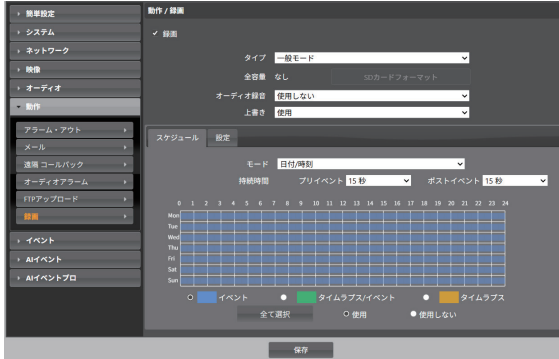 簡単設定
システム
ネットワーク
映像
オーディオ
動作
アラーム・アウト
メール
遠隔 コールバック
オーディオアラーム
FTPアップロード
録画
イベント
AIイベント
AIイベントプロ
動作 / 録画
録画
タイプ 一般モード
全容量 なし SDカードフォーマット
オーディオ録音 使用しない
上書き 使用
スケジュール 設定
モード 日付/時刻
持続時間 プリイベント 15 秒 ポストイベント 15 秒
0 1 2 3 4 5 6 7 8 9 10 11 12 13 14 15 16 17 18 19 20 21 22 23 24
Mon
Tue
Wed
Thu
Fri
Sat
Sun
イベント タイムラプス/イベント タイムラプス
全て選択 使用 使用しない
保存